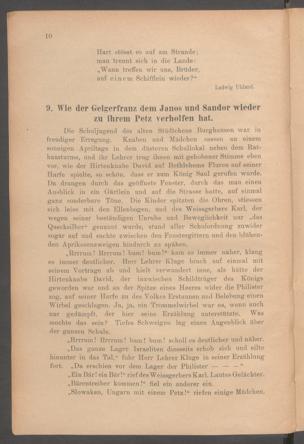 10
Hart stösst es auf am Strande;
man trennt sich in die Lande:
„Wann treffen wir uns, Brüder,
auf einem Schifflein wieder?“
Ludwig Uhland.
9. Wie der Geigerfranz dem Janos und Sandor wieder
zu ihrem Petz verholfen hat.
Die Schuljugend des alten Städtchens Burghausen war in
freudiger Erregung. Knaben und Mädchen sassen an einem
sonnigen Apriltage in dem düsteren Schullokal neben dem Rat-
hausturme, und ihr Lehrer trug ihnen mit gehobener Stimme eben
vor, wie der Hirtenknabe David auf Bethlehems Fluren auf seiner
Harfe spielte, so schön, dass er zum König Saul gerufen wurde.
Da drangen durch das geöffnete Fenster, durch das man einen
Ausblick in ein Gärtlein und auf die Strasse hatte, auf einmal
ganz sonderbare Töne. Die Kinder spitzten die Ohren, stiessen
sich leise mit den Ellenbogen, und des Weissgerbers Karl, der
wegen seiner beständigen Unruhe und Beweglichkeit nur „das
Quecksilber“ genannt wurde, stand aller Schulordnung zuwider
sogar auf und suchte zwischen den Fenstergittern und den blühen-
den Aprikosenzweigen hindurch zu spähen.
„Rrrrum! Rrrrum! bum! bum!“ kam es immer näher, klang
es immer deutlicher. Herr Lehrer Kluge brach auf einmal mit
seinem Vortrage ab und hielt verwundert inne, als hätte der
Hirtenknabe David, der inzwischen Schildträger des Königs
geworden war und an der Spitze eines Heeres wider die Philister
zog, auf seiner Harfe zu des Volkes Erstaunen und Belebung einen
Wirbel geschlagen. Ja, ja, ein Trommelwirbel war es, wenn auch
nur gedämpft, der hier seine Erzählung unterstützte. Was
mochte das sein? Tiefes Schweigen lag einen Augenblick über
der ganzen Schule.
„Rrrrum! Rrrrum! bum! bum! scholl es deutlicher und näher.
„Das ganze Lager Israeliten diesseits erhob sich und eilte
hinunter in das Tal,“ fuhr Herr Lehrer Kluge in seiner Erzählung
fort. „Da erschien vor dem Lager der Philister — — —“
„Ein Bär! ein Bär!“ rief des Weissgerbers Karl. Lautes Gelächter.
„Bärentreiber kommen!“ fiel ein anderer ein.
„Slowaken, Ungarn mit einem Petz!“ riefen einige Mädchen.